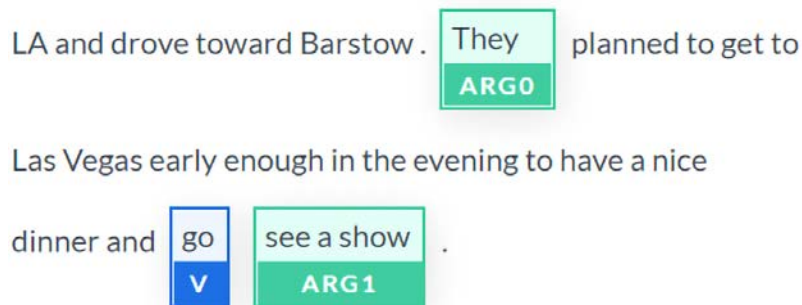 LA and drove toward Barstow . They planned to get to
ARG0
Las Vegas early enough in the evening to have a nice
dinner and go see a show .
V ARG1